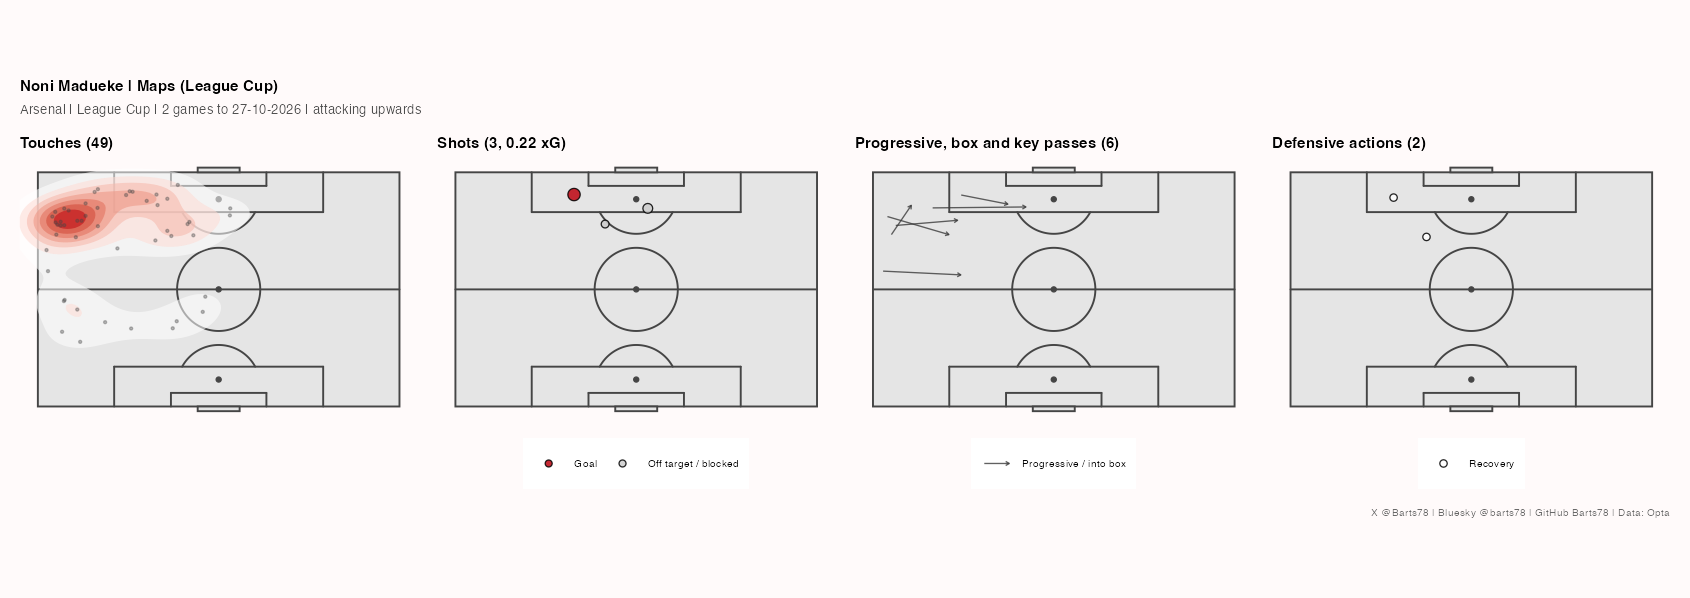 Noni Madueke | Maps (League Cup)
Arsenal | League Cup | 2 games to 27-10-2026 | attacking upwards
Touches (49)
Shots (3, 0.22 xG)
Progressive, box and key passes (6)
Defensive actions (2)
Goal
Off target / blocked
Progressive / into box
Recovery
X @Barts78 | Bluesky @barts78 | GitHub Barts78 | Data: Opta